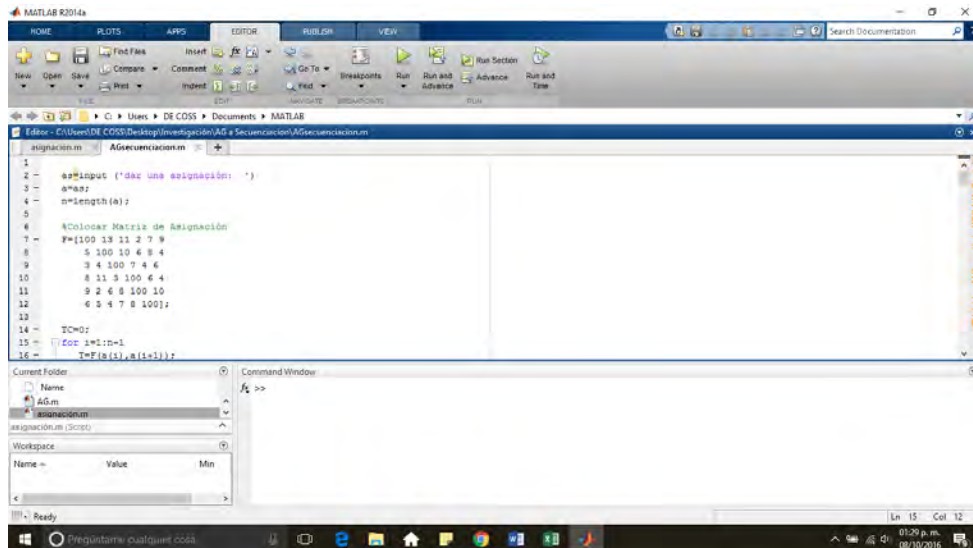 MATLAB R2014a
HOME PLOTS APPS EDITOR PUBLISH VIEW
Search Documentation
Find Files Insert fx
Compare Comment Go To Run Section
New Open Save Print Indent Find Breakpoints Run Run and Advance Advance Run and Time
FILE EDIT NAVIGATE BREAKPOINTS RUN
C: Users DE COSS Documents MATLAB
Editor - C:\Users\DE COSS\Desktop\Investigación\AG a Secuenciacion\AGsecuenciacion.m
asignacion.m AGsecuenciacion.m +
1
2 - as=input ('dar una asignación: ')
3 - a=as;
4 - n=length(a);
5
6 %Colocar Matriz de Asignación
7 - F=[100 13 11 2 7 9
8 5 100 10 6 8 4
9 3 4 100 7 4 6
10 8 11 3 100 6 4
11 9 2 6 8 100 10
12 6 5 4 7 8 100];
13
14 - TC=0;
15 - for i=1:n-1
16 - T=F(a(i),a(i+1));
Current Folder
Name
AG.m
asignación.m
asignación.m (Script)
Workspace
Name Value Min
Command Window
fx >>
Ready
Ln 15 Col 12
Pregúntame cualquier cosa
01:29 p. m.
08/10/2016